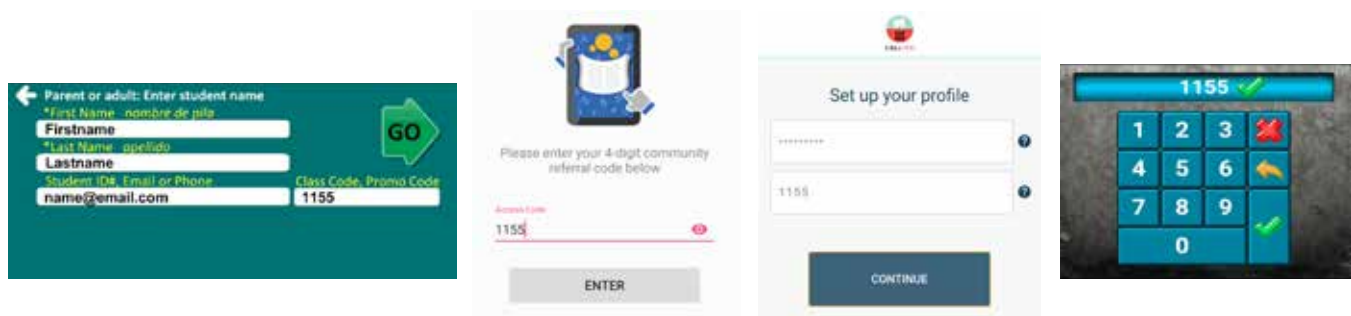 Parent or adult: Enter student name
*First Name nombre de pila
Firstname
GO
*Last Name apellido
Lastname
Student ID#, Email or Phone Class Code, Promo Code
name@email.com 1155
Please enter your 4-digit community
referral code below
Access Code
1155
ENTER
Set up your profile
·········
1155
CONTINUE
1155
1 2 3
4 5 6
7 8 9
0